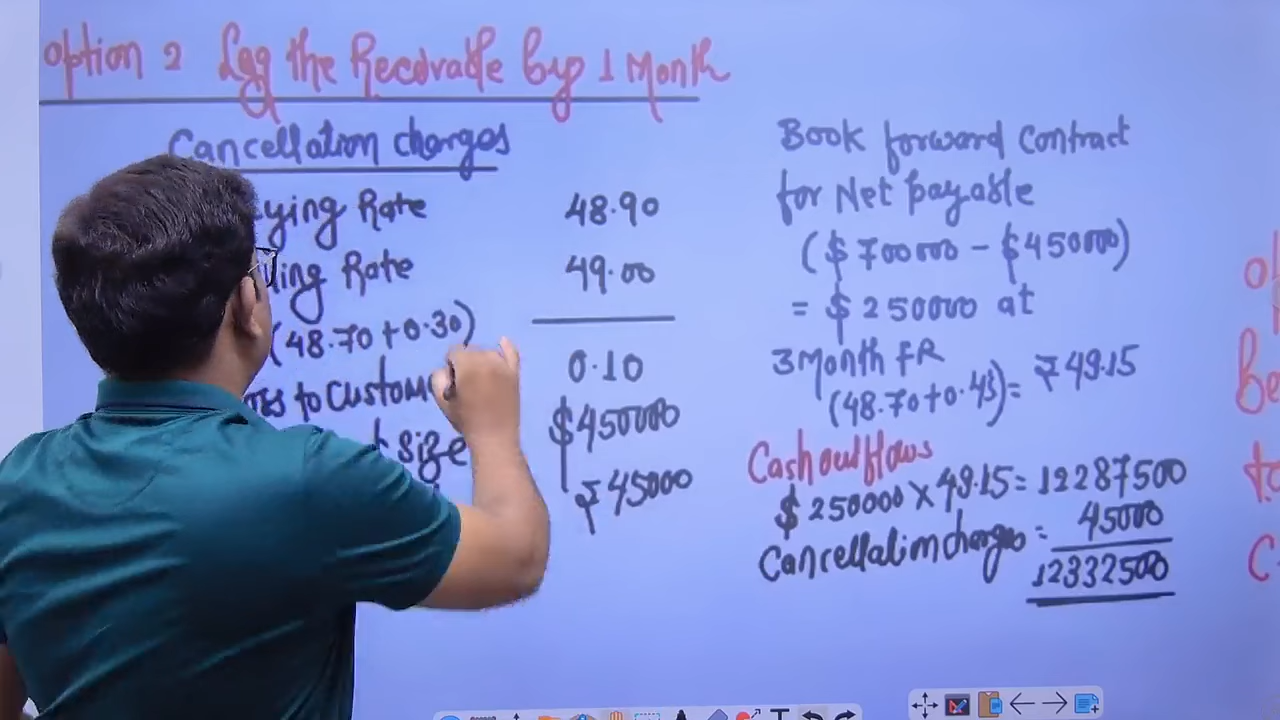 Option 2 Lag the Receivable by 1 Month
Cancellation charges
Rate 48.90
Rate 49.00
(48.70+0.30)
0.10
to Custom
$450000
size
₹45000
Book forward Contract
for Net payable
($700000 - $450000)
= $250000 at
3 Month FR
(48.70+0.45)= ₹49.15
Cash outflows
$250000 × 49.15 = 12287500
Cancellation charges = 45000
12332500